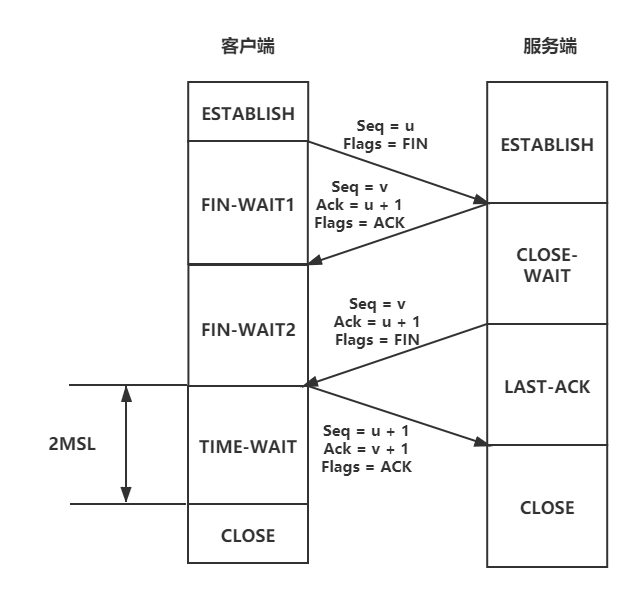 客户端
服务端
ESTABLISH
Seq = u
Flags = FIN
ESTABLISH
FIN-WAIT1
Seq = v
Ack = u + 1
Flags = ACK
CLOSE-
WAIT
FIN-WAIT2
Seq = v
Ack = u + 1
Flags = FIN
LAST-ACK
2MSL
TIME-WAIT
Seq = u + 1
Ack = v + 1
Flags = ACK
CLOSE
CLOSE